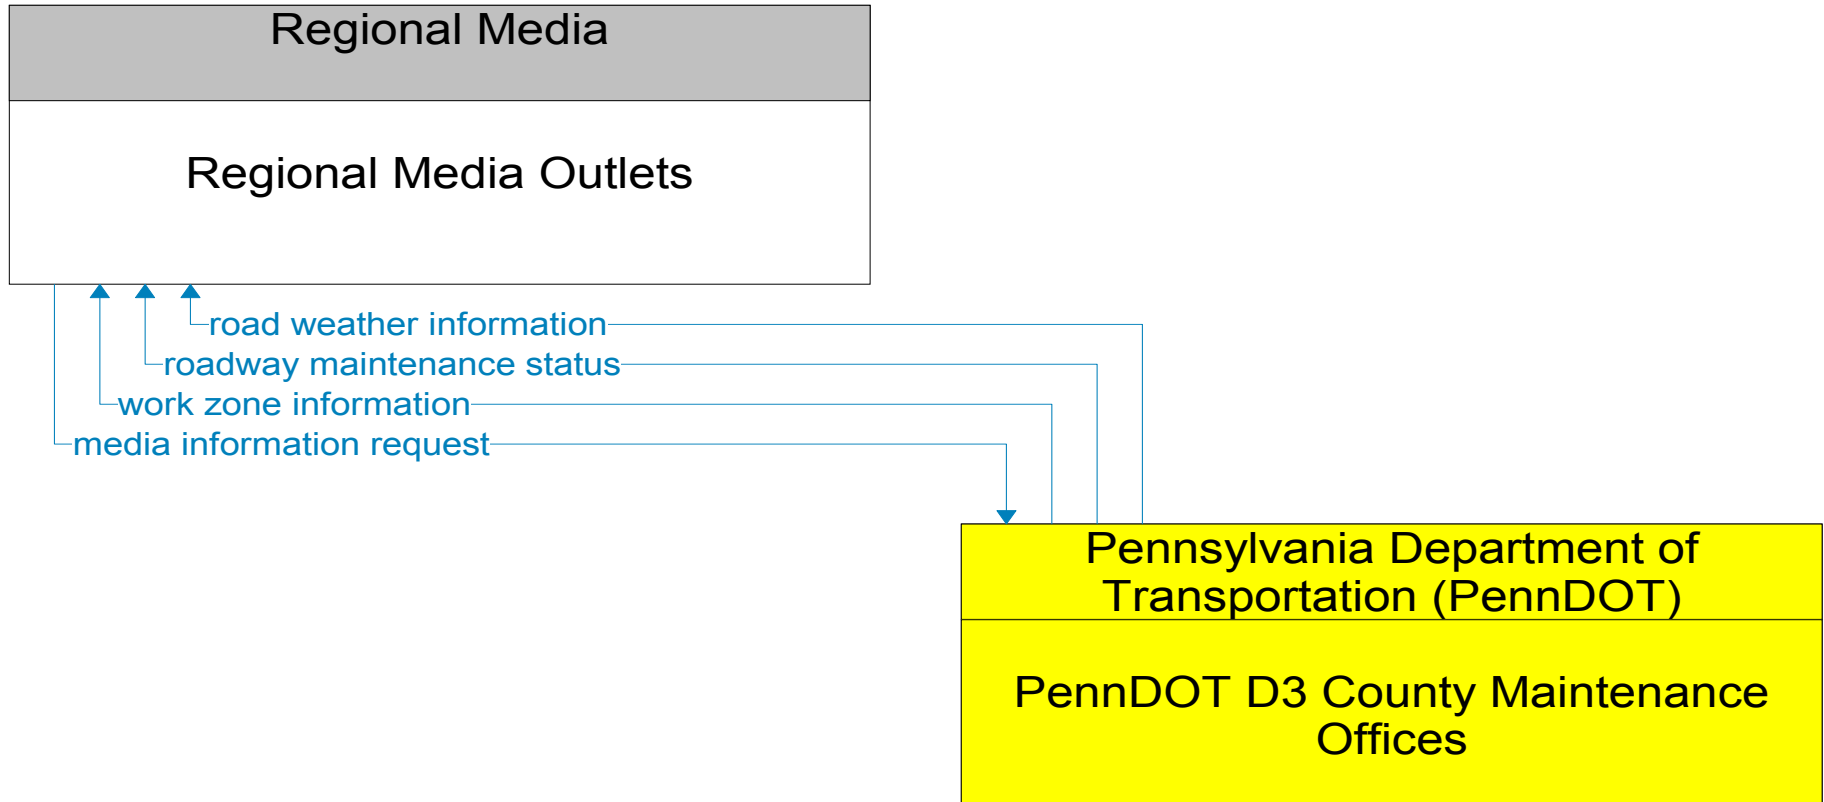 Regional Media
Regional Media Outlets
road weather information
roadway maintenance status
work zone information
media information request
Pennsylvania Department of
Transportation (PennDOT)
PennDOT D3 County Maintenance
Offices